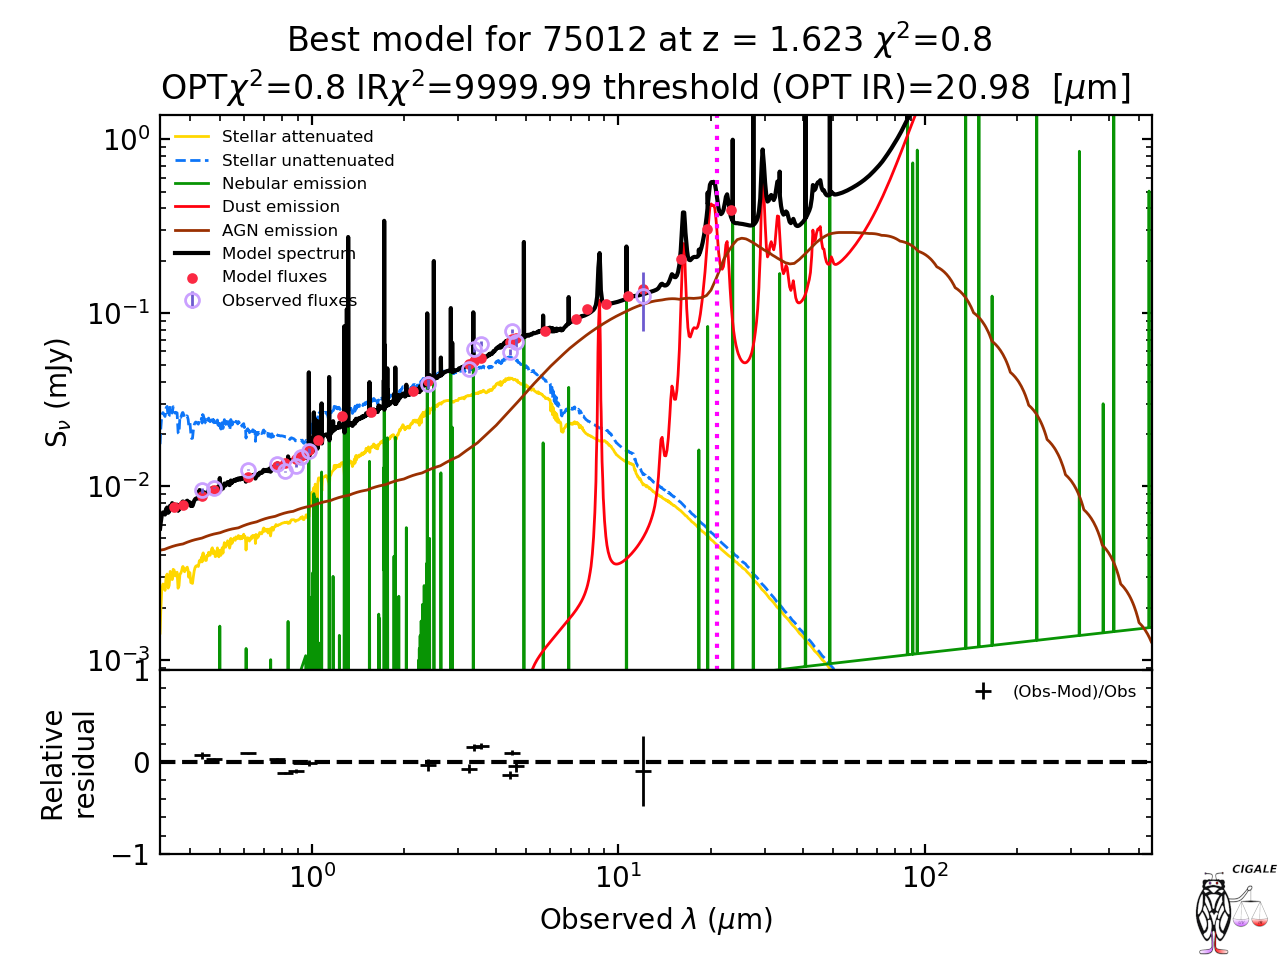 Best model for 75012 at z = 1.623 χ²=0.8
OPTχ²=0.8 IRχ²=9999.99 threshold (OPT IR)=20.98 [μm]
Stellar attenuated
Stellar unattenuated
Nebular emission
Dust emission
AGN emission
Model spectrum
Model fluxes
Observed fluxes
10⁰
10⁻¹
10⁻²
10⁻³
S_ν (mJy)
1
0
−1
Relative
residual
(Obs-Mod)/Obs
10⁰ 10¹ 10²
Observed λ (μm)
CIGALE